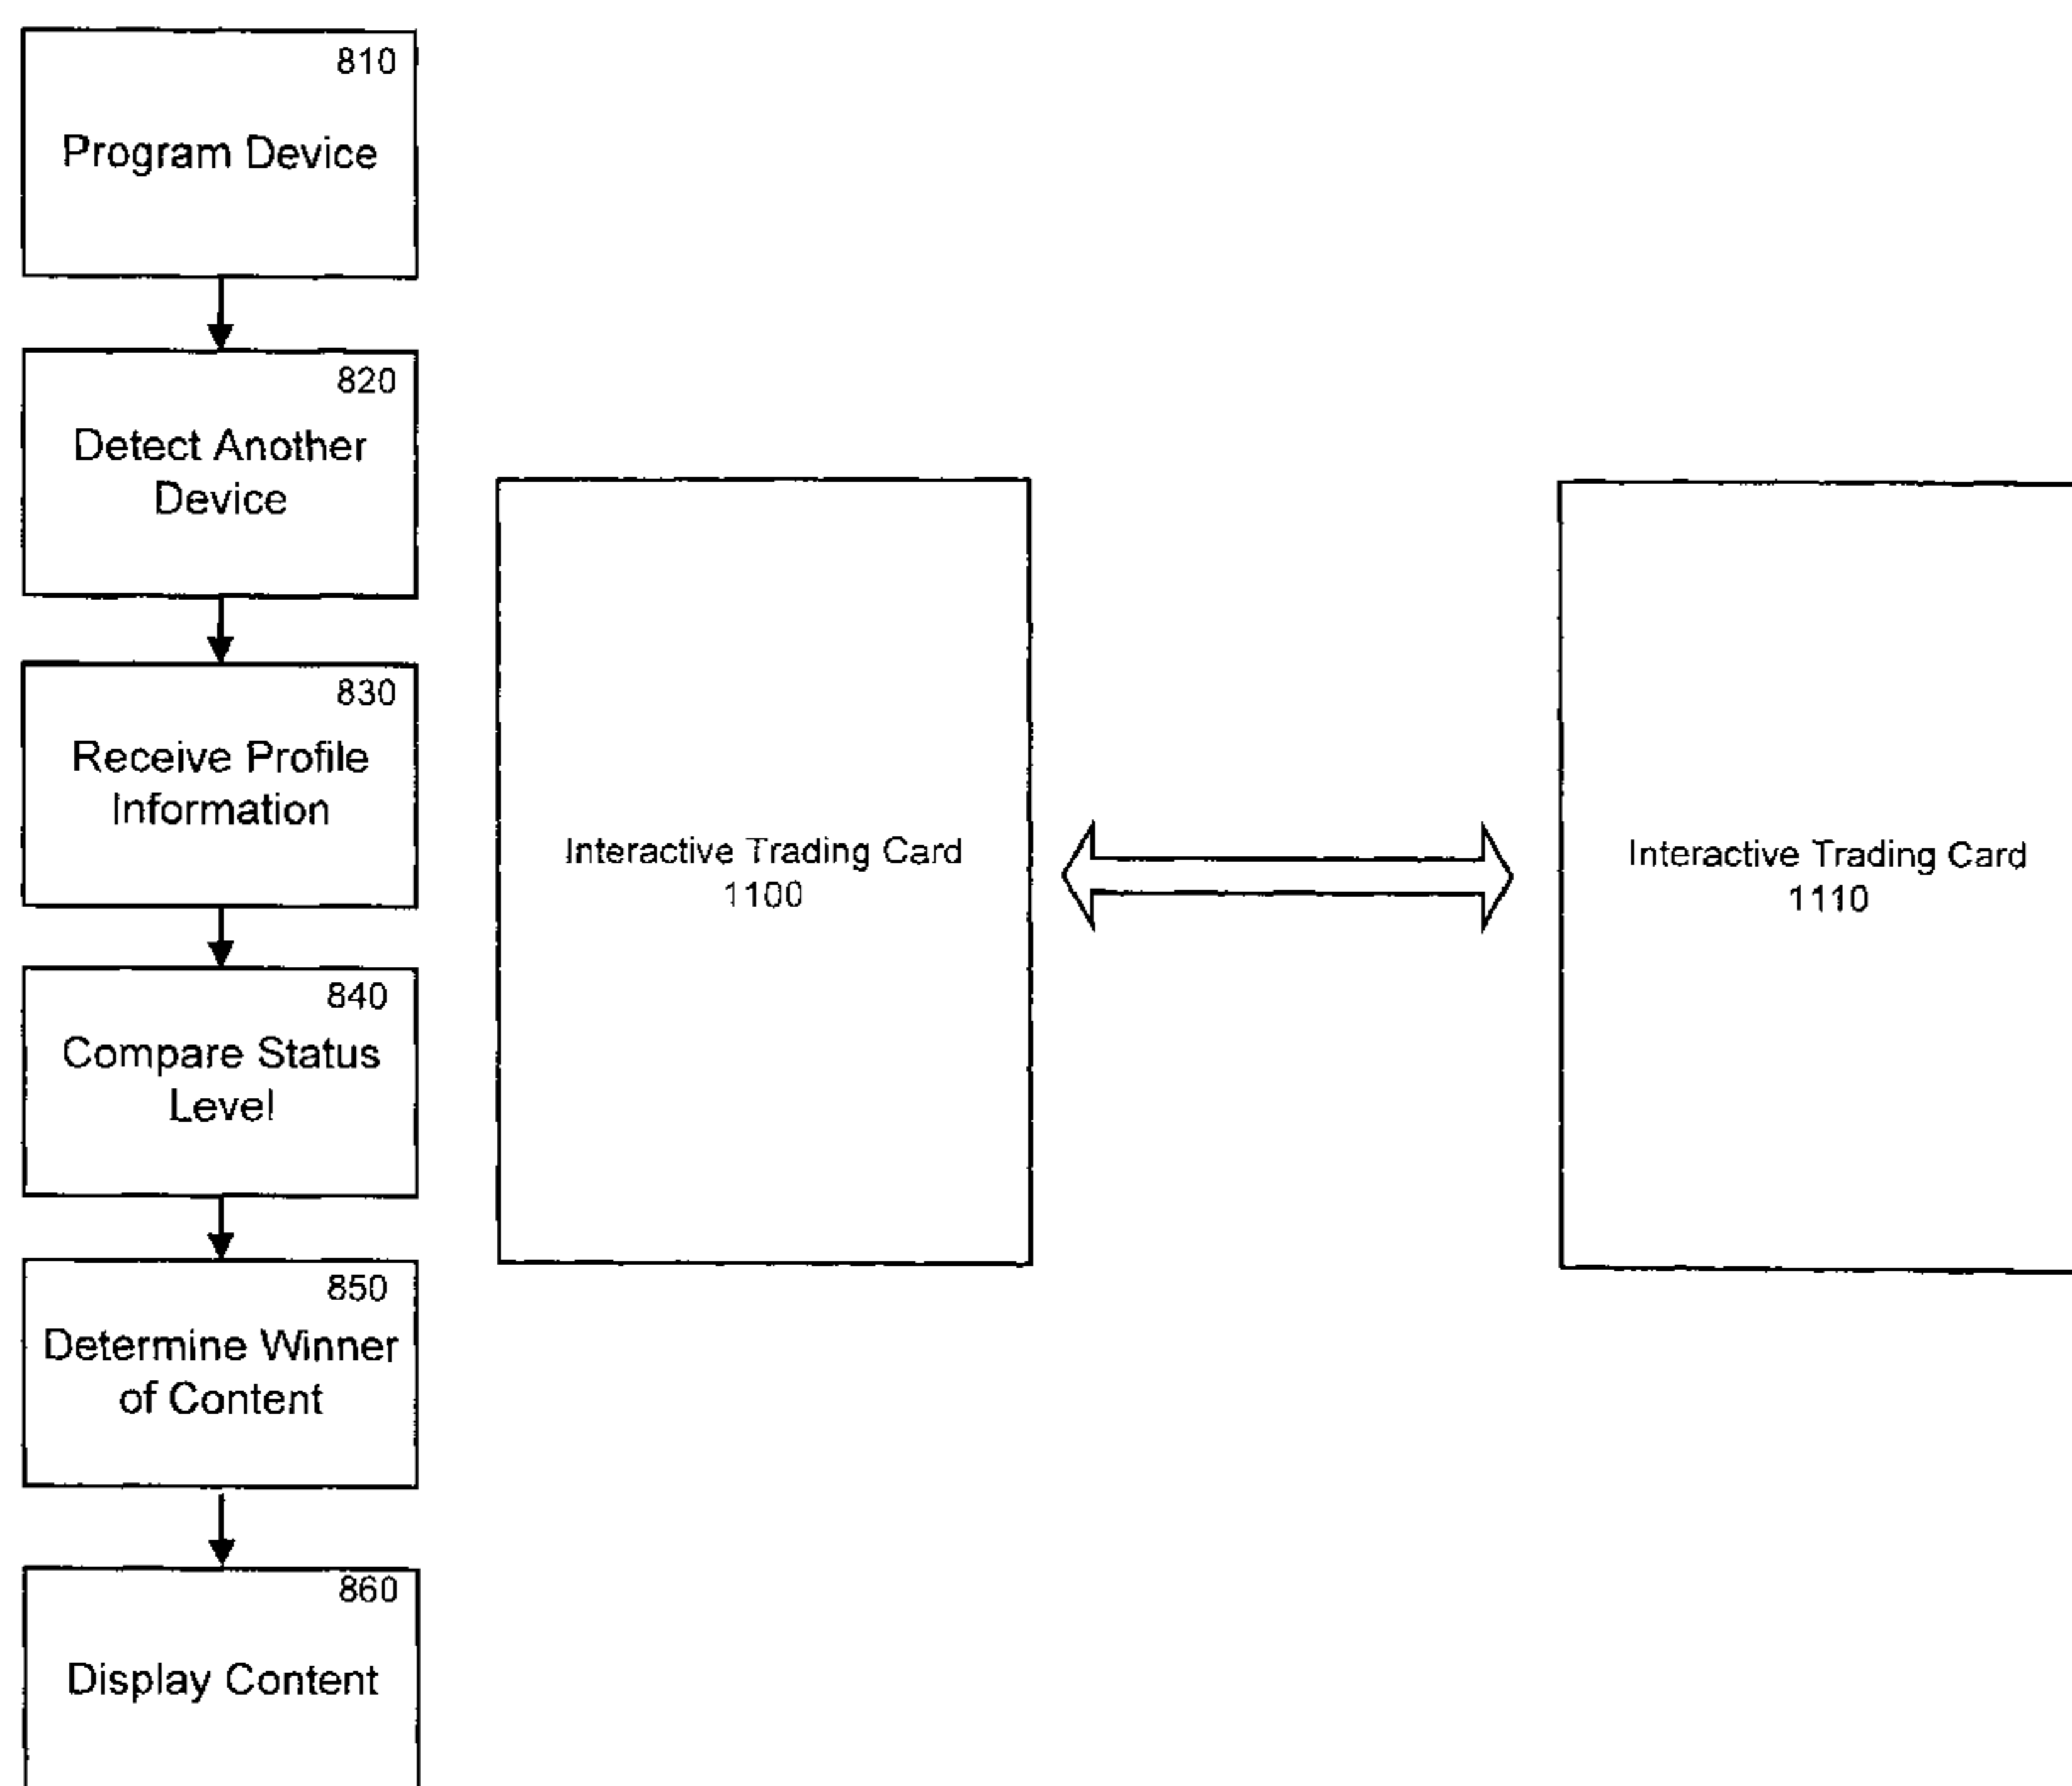 810
Program Device
820
Detect Another
Device
830
Receive Profile
Information
840
Compare Status
Level
850
Determine Winner
of Content
860
Display Content
Interactive Trading Card
1100
Interactive Trading Card
1110